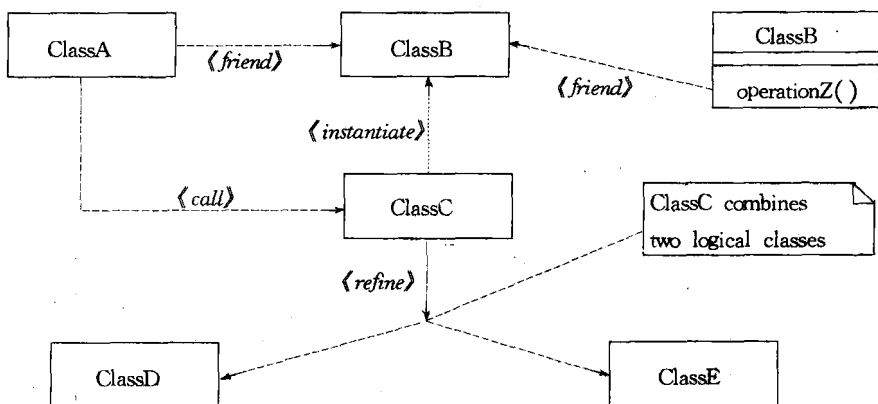 ClassA
《friend》
ClassB
《friend》
ClassB
operationZ( )
《instantiate》
《call》
ClassC
ClassC combines
two logical classes
《refine》
ClassD
ClassE